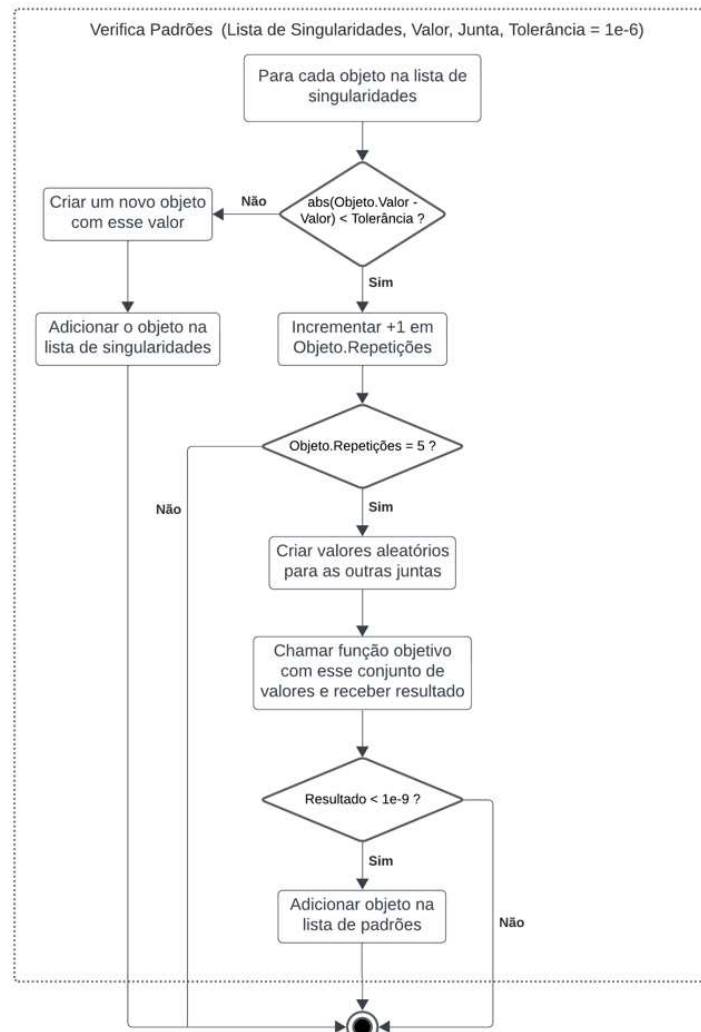 Verifica Padrões (Lista de Singularidades, Valor, Junta, Tolerância = 1e-6)
Para cada objeto na lista de
singularidades
abs(Objeto.Valor -
Valor) < Tolerância ?
Não
Criar um novo objeto
com esse valor
Sim
Adicionar o objeto na
lista de singularidades
Incrementar +1 em
Objeto.Repetições
Objeto.Repetições = 5 ?
Não
Sim
Criar valores aleatórios
para as outras juntas
Chamar função objetivo
com esse conjunto de
valores e receber resultado
Resultado < 1e-9 ?
Sim
Adicionar objeto na
lista de padrões
Não